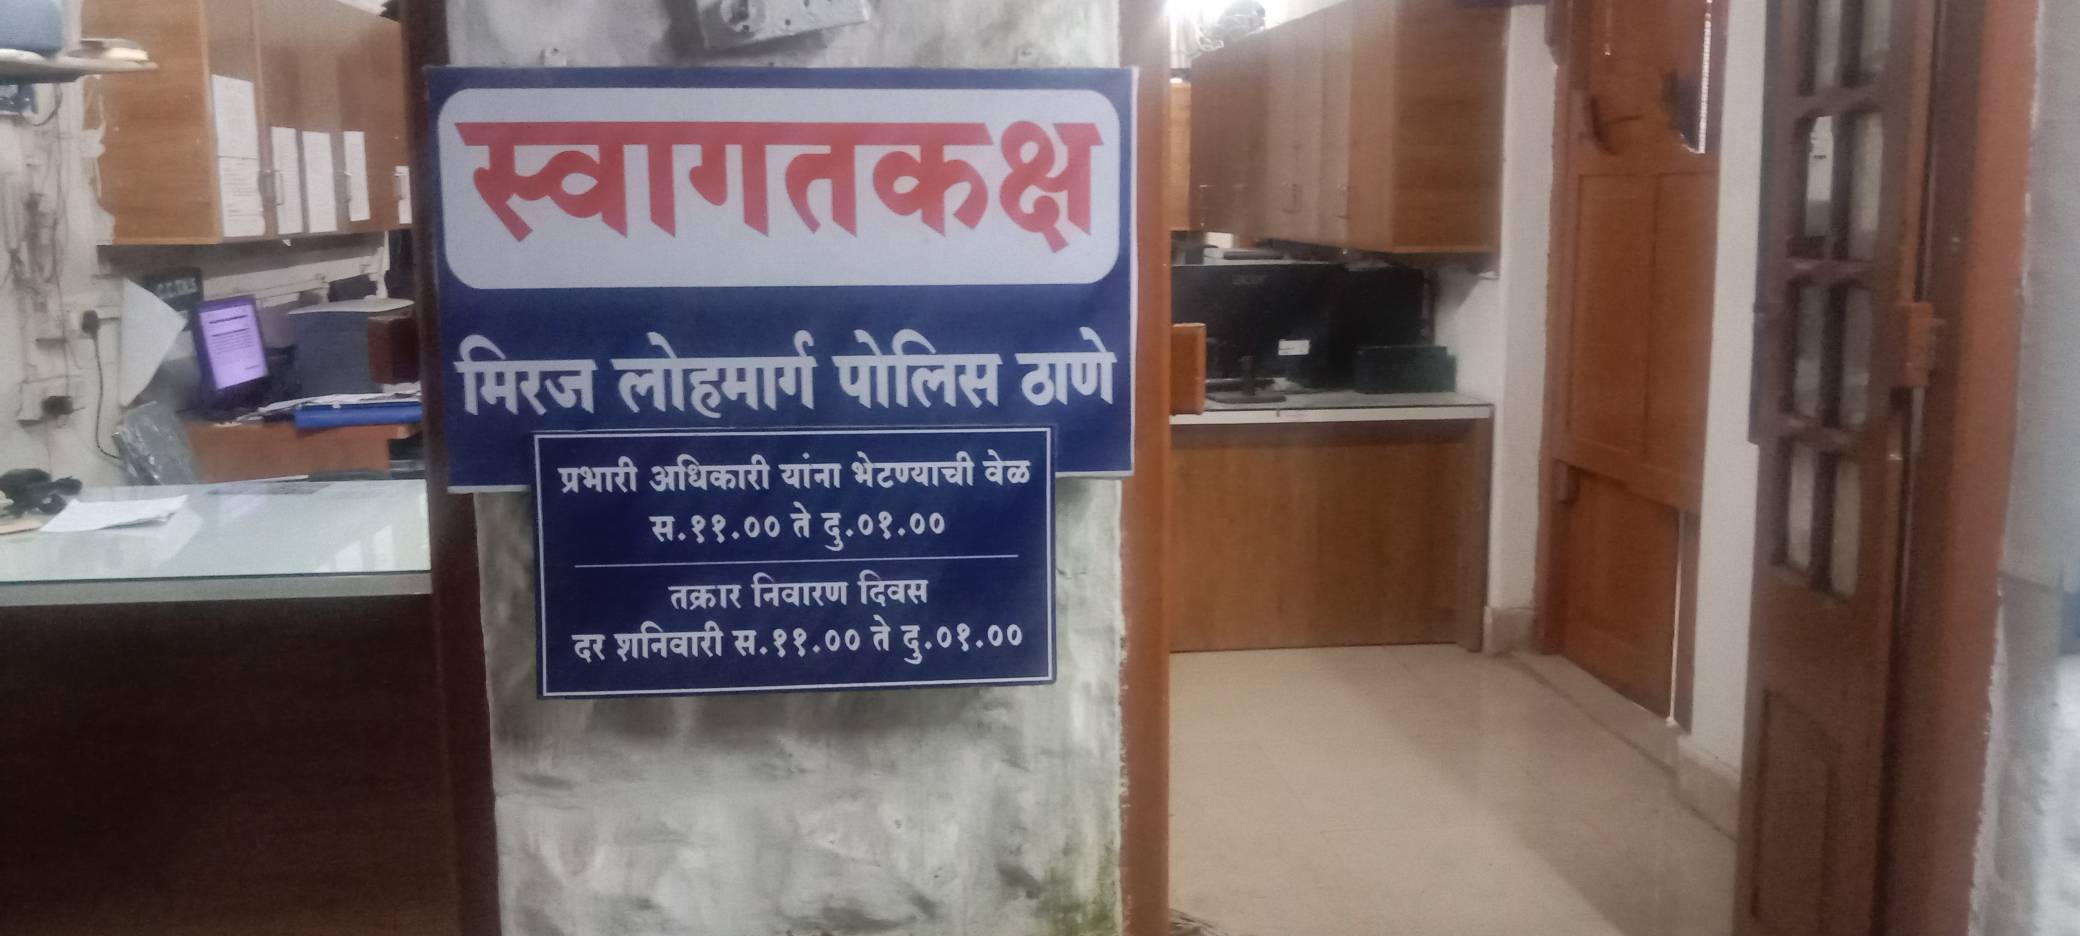 स्वागतकक्ष
मिरज लोहमार्ग पोलिस ठाणे
प्रभारी अधिकारी यांना भेटण्याची वेळ
स.११.०० ते दु.०१.००
तक्रार निवारण दिवस
दर शनिवारी स.११.०० ते दु.०१.००